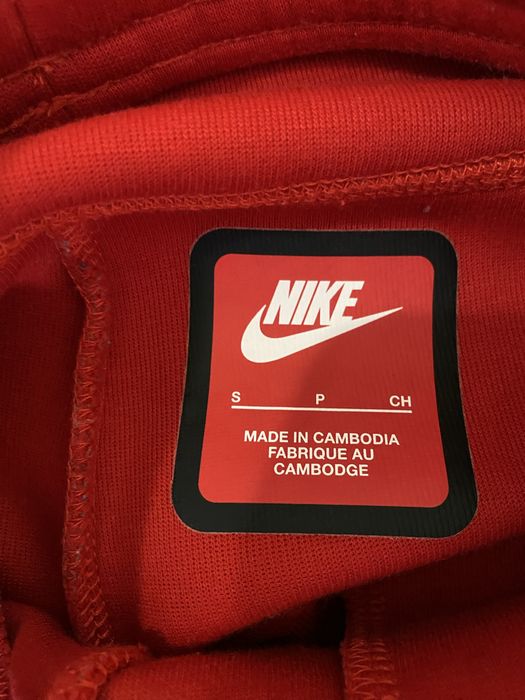 NIKE
S P CH
MADE IN CAMBODIA
FABRIQUE AU
CAMBODGE